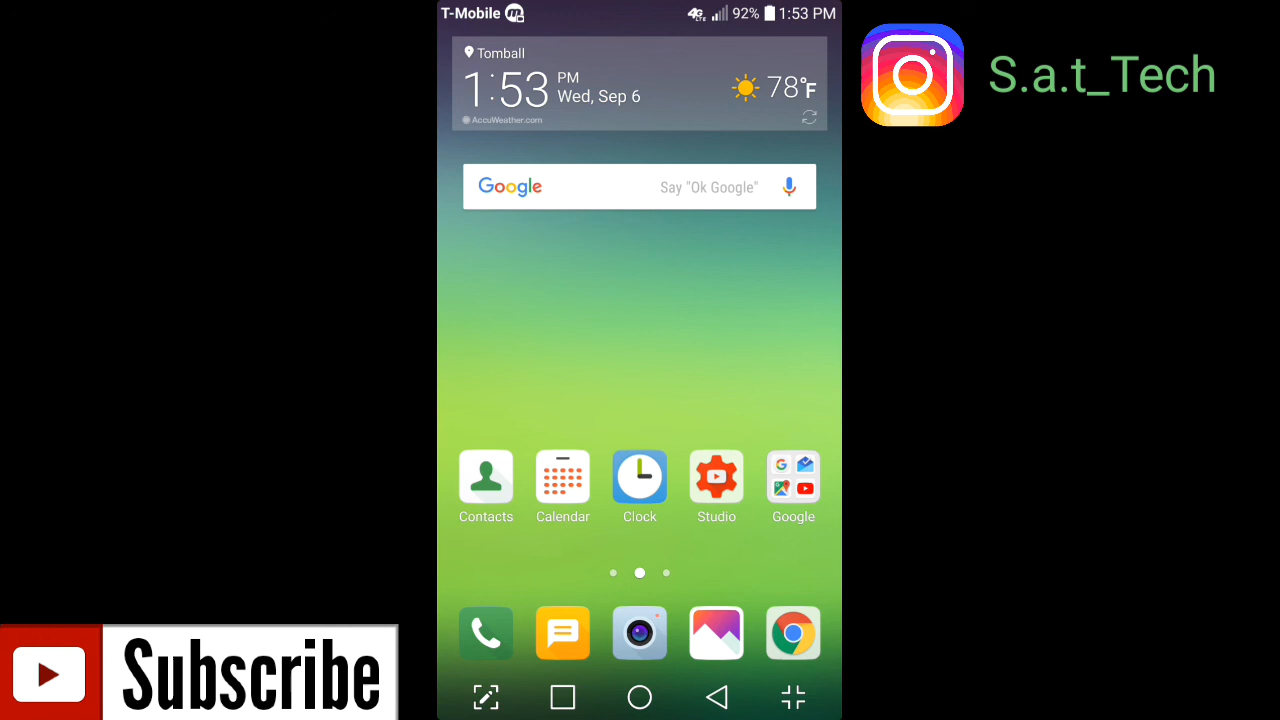 T-Mobile 92% 1:53 PM
Tomball
1:53 PM
Wed, Sep 6
78°F
AccuWeather.com
Google Say "Ok Google"
S.a.t_Tech
Contacts Calendar Clock Studio Google
Subscribe